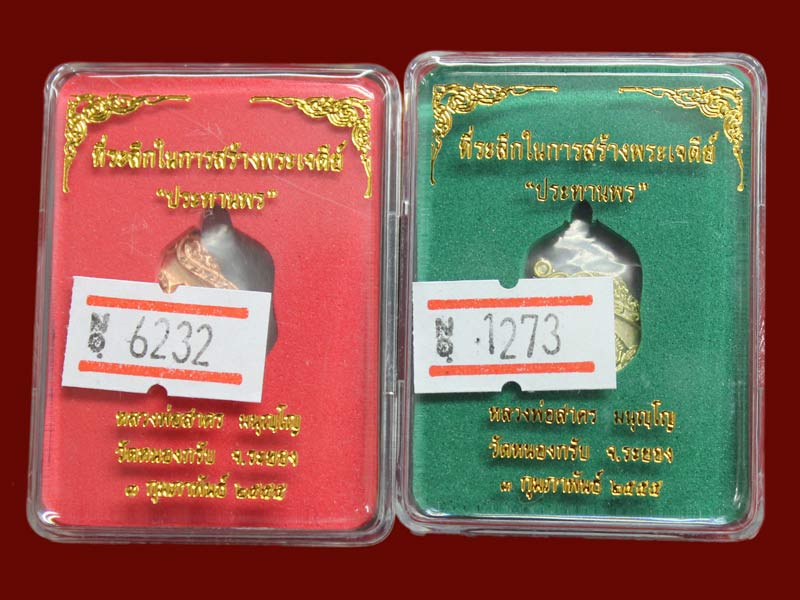 ที่ระลึกในการสร้างพระเจดีย์
"ประทานพร"
6232
หลวงพ่อสาคร มนุญฺโญ
วัดหนองกรับ จ.ระยอง
๓ กุมภาพันธ์ ๒๕๕๕
ที่ระลึกในการสร้างพระเจดีย์
"ประทานพร"
1273
หลวงพ่อสาคร มนุญฺโญ
วัดหนองกรับ จ.ระยอง
๓ กุมภาพันธ์ ๒๕๕๕